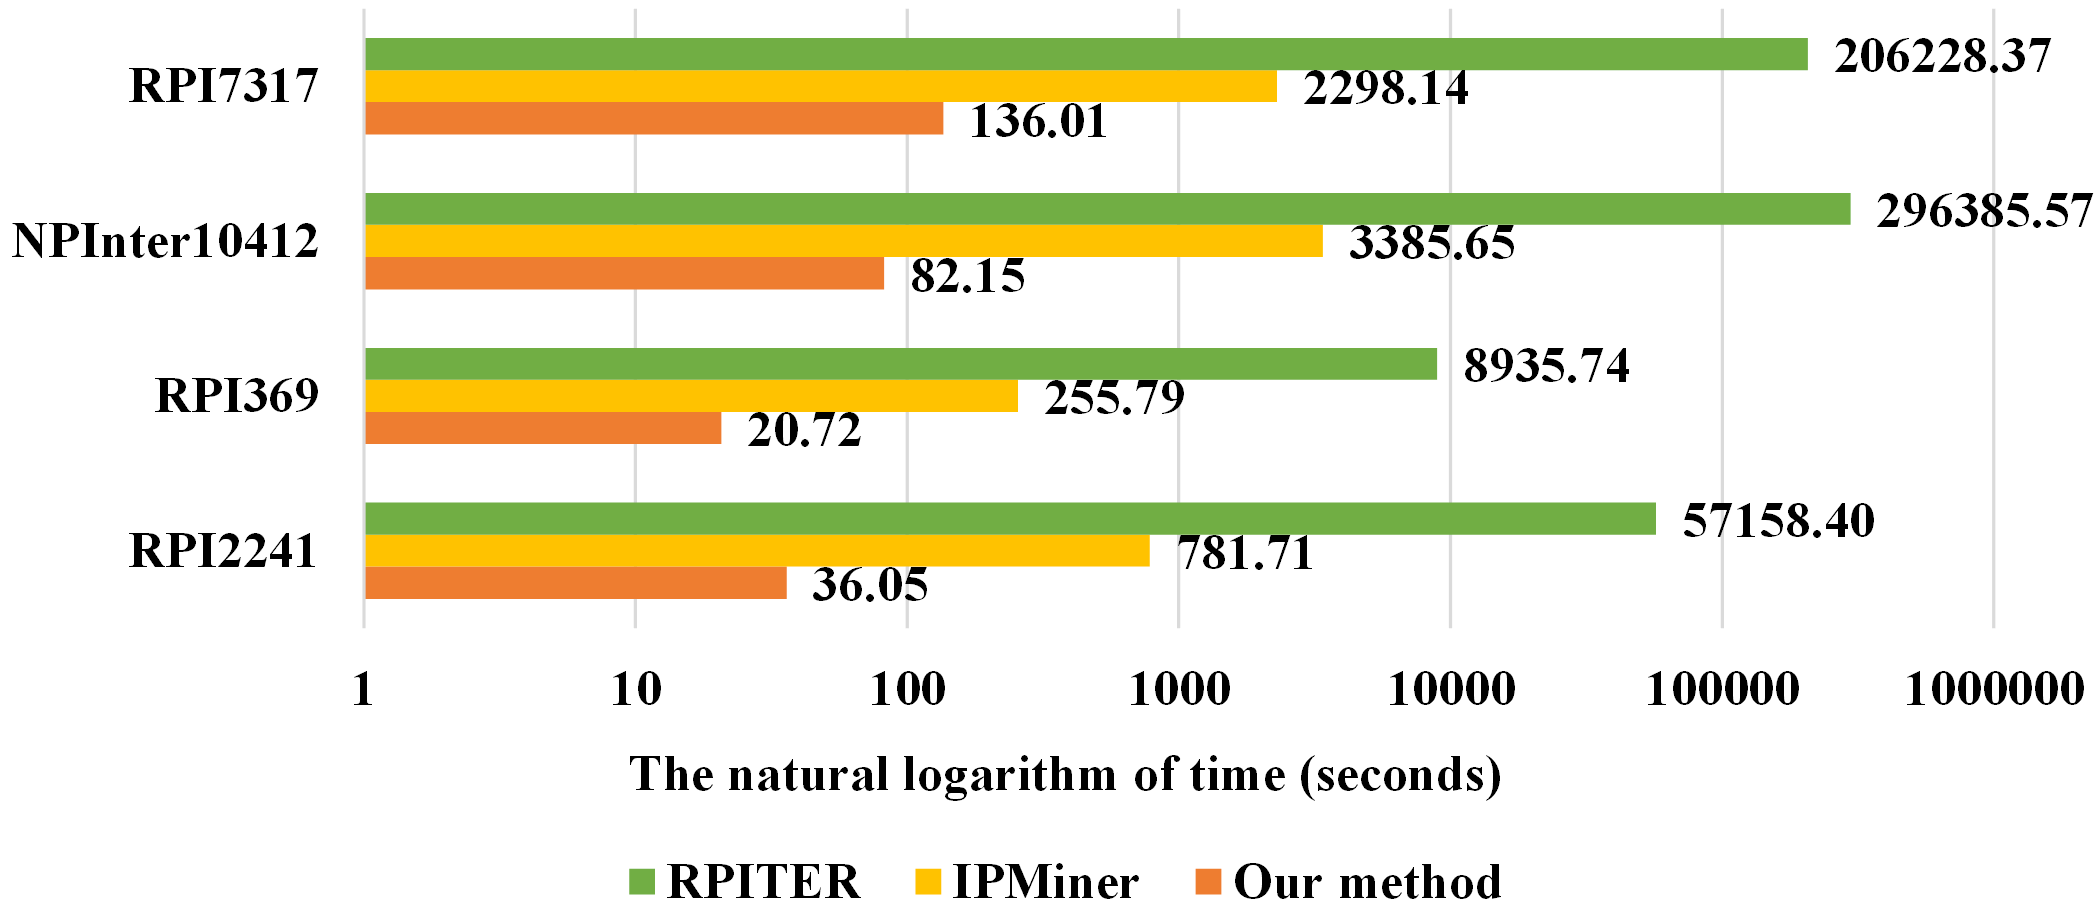 RPI7317
206228.37
2298.14
136.01
NPInter10412
296385.57
3385.65
82.15
RPI369
8935.74
255.79
20.72
RPI2241
57158.40
781.71
36.05
1 10 100 1000 10000 100000 1000000
The natural logarithm of time (seconds)
RPITER IPMiner Our method